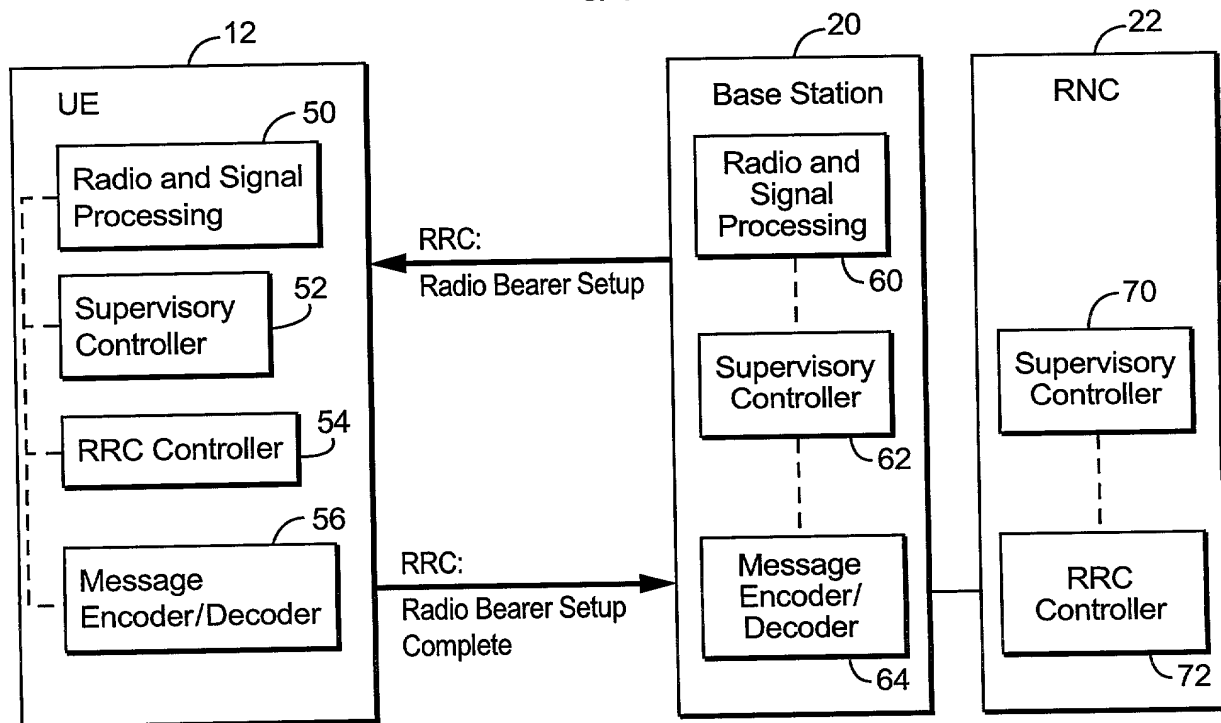 12
20
22
UE
Base Station
RNC
50
Radio and Signal
Processing
Radio and
Signal
Processing
60
RRC:
Radio Bearer Setup
52
Supervisory
Controller
70
Supervisory
Controller
62
Supervisory
Controller
54
RRC Controller
56
Message
Encoder/Decoder
RRC:
Radio Bearer Setup
Complete
Message
Encoder/
Decoder
64
RRC
Controller
72